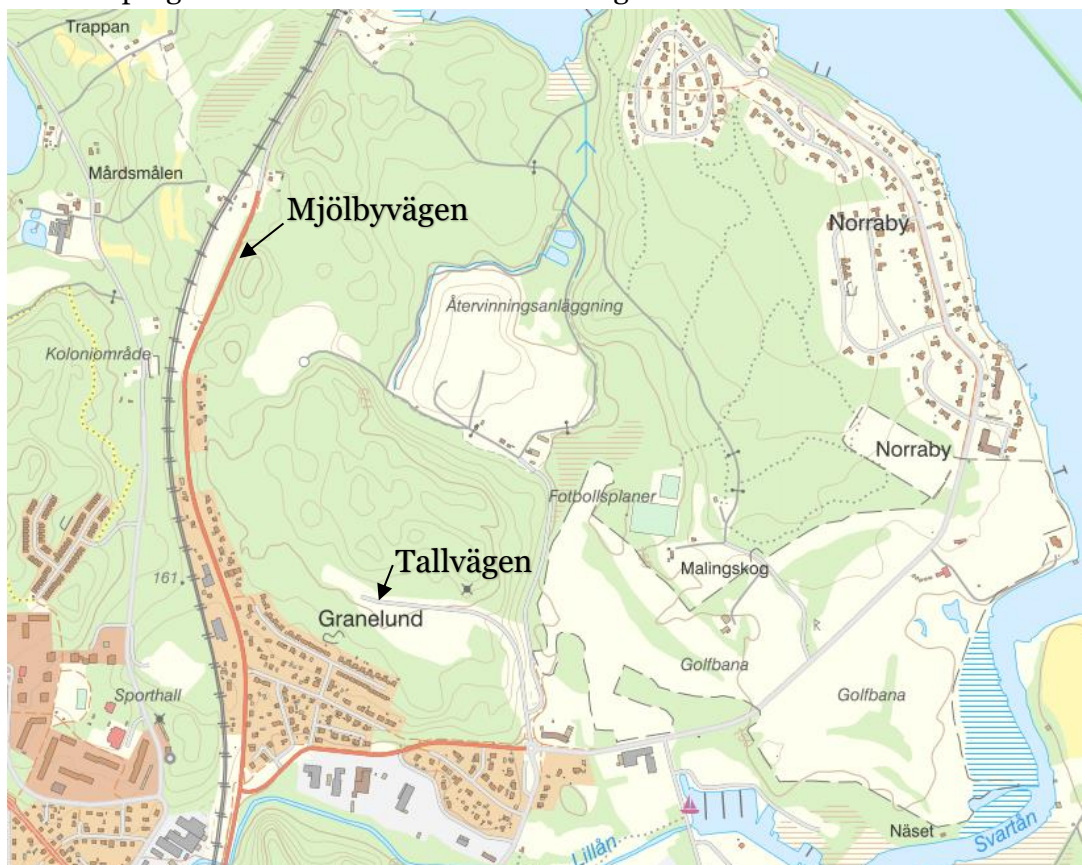 Trappan
Mårdsmålen
Mjölbyvägen
Norraby
Återvinningsanläggning
Koloniområde
Norraby
Fotbollsplaner
Tallvägen
Malingskog
161
Granelund
Golfbana
Golfbana
Sporthall
Näset
Svartån
Lillån